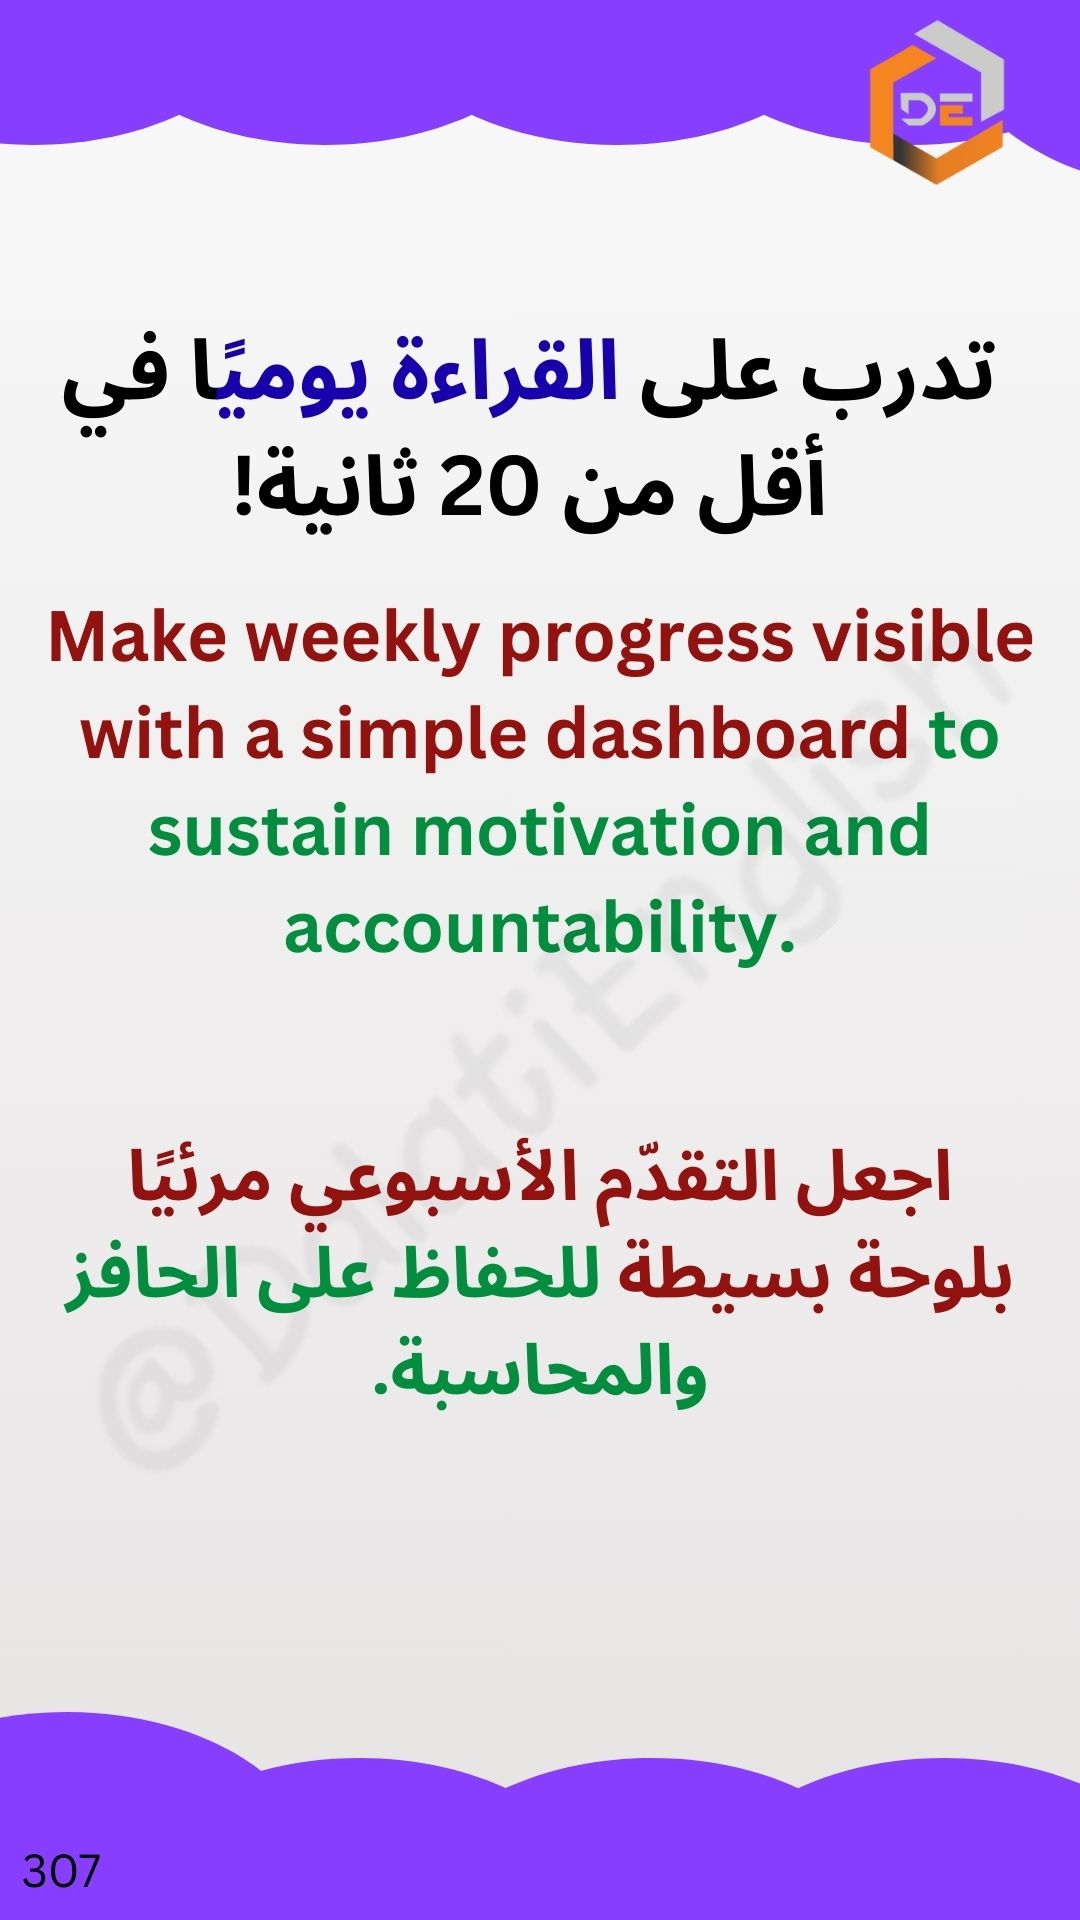 DE
تدرب على القراءة يوميًا في
أقل من 20 ثانية!
Make weekly progress visible
with a simple dashboard to
sustain motivation and
accountability.
اجعل التقدّم الأسبوعي مرئيًا
بلوحة بسيطة للحفاظ على الحافز
والمحاسبة.
@DalatiEnglish
307